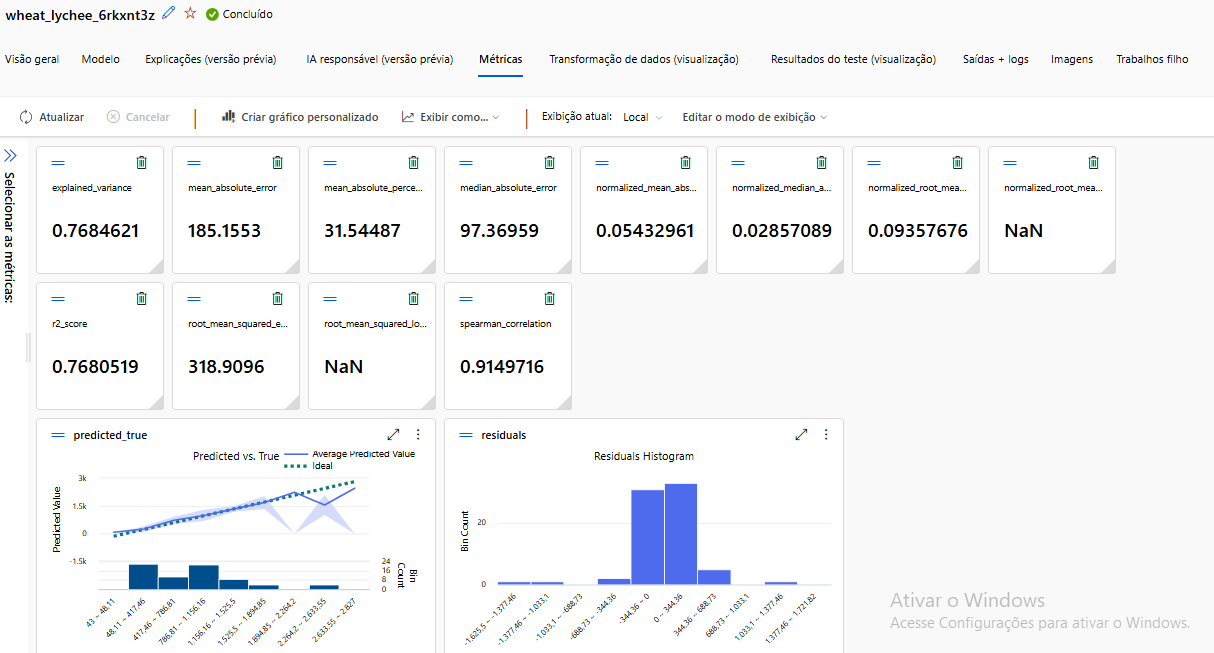 wheat_lychee_6rkxnt3z Concluído
Visão geral Modelo Explicações (versão prévia) IA responsável (versão prévia) Métricas Transformação de dados (visualização) Resultados do teste (visualização) Saídas + logs Imagens Trabalhos filho
Atualizar Cancelar Criar gráfico personalizado Exibir como... Exibição atual: Local Editar o modo de exibição
Selecionar as métricas:
explained_variance mean_absolute_error mean_absolute_perce... median_absolute_error normalized_mean_abs... normalized_median_a... normalized_root_mea... normalized_root_mea...
0.7684621 185.1553 31.54487 97.36959 0.05432961 0.02857089 0.09357676 NaN
r2_score root_mean_squared_e... root_mean_squared_lo... spearman_correlation
0.7680519 318.9096 NaN 0.9149716
predicted_true
Predicted vs. True
Average Predicted Value
Ideal
Predicted Value
3k
1.5k
0
-1.5k
24
16
8
0
Bin
Count
43 ~ 48,11
48,11 ~ 417,46
417,46 ~ 786,81
786,81 ~ 1.156,16
1.156,16 ~ 1.525,5
1.525,5 ~ 1.894,85
1.894,85 ~ 2.264,2
2.264,2 ~ 2.633,55
2.633,55 ~ 2.827
residuals
Residuals Histogram
Bin Count
20
0
-1.625,5 ~ -1.377,46
-1.377,46 ~ -1.033,1
-1.033,1 ~ -688,73
-688,73 ~ -344,36
-344,36 ~ 0
0 ~ 344,36
344,36 ~ 688,73
688,73 ~ 1.033,1
1.033,1 ~ 1.377,46
1.377,46 ~ 1.721,82
Ativar o Windows
Acesse Configurações para ativar o Windows.